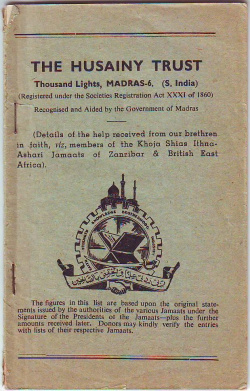 THE HUSAINY TRUST
Thousand Lights, MADRAS-6, (S, India)
(Registered under the Societies Registration Act XXXI of 1860)
Recognised and Aided by the Government of Madras
(Details of the help received from our brethren
in faith, viz, members of the Khoja Shias Ithna-
Ashari Jamaats of Zanzibar & British East
Africa).
The figures in this list are based upon the original state-
ments issued by the authorities of the various Jamaats under the
Signature of the Presidents of the Jamaats—plus the further
amounts received later. Donors may kindly verify the entries
with lists of their respective Jamaats.